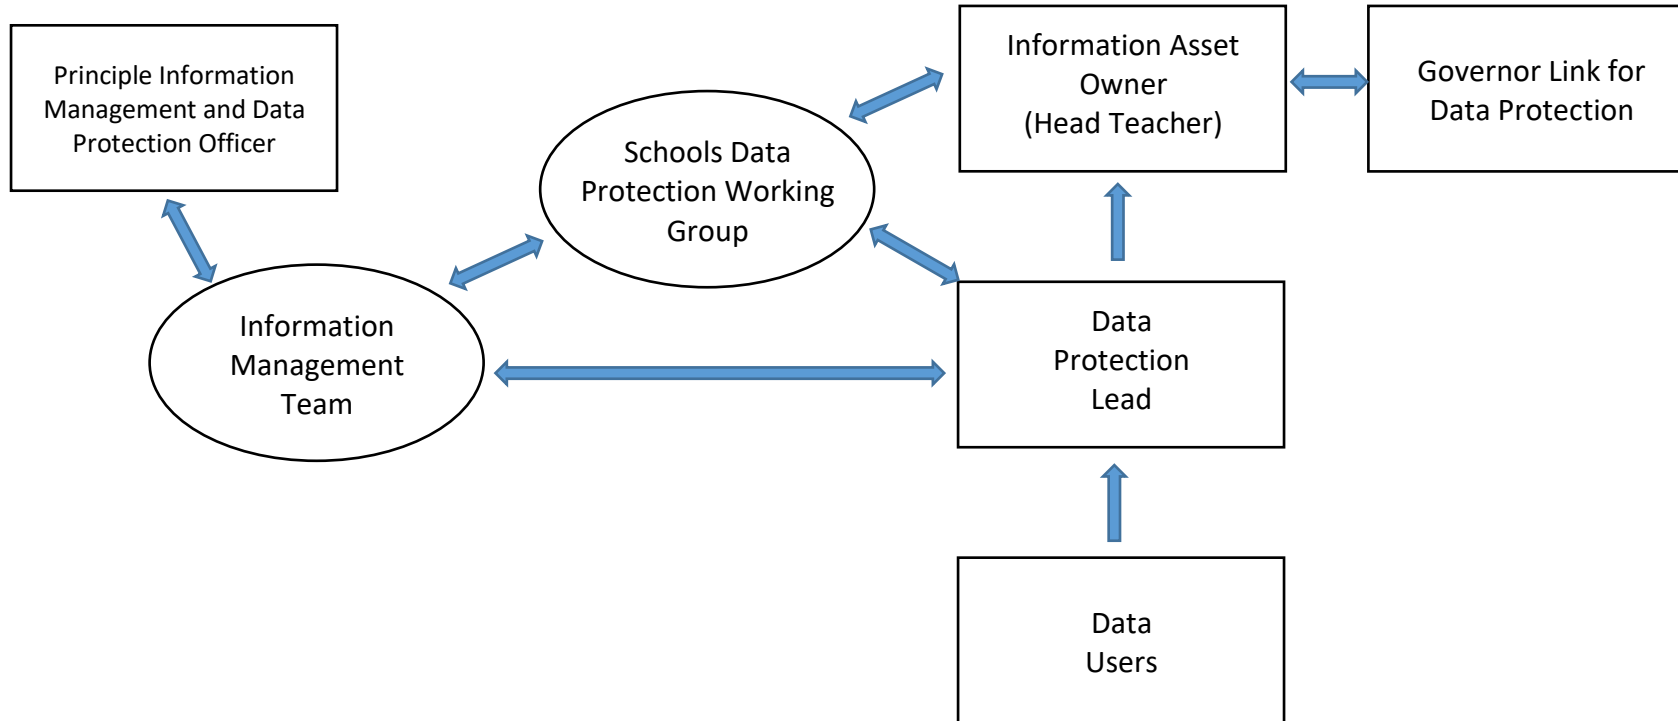 Principle Information
Management and Data
Protection Officer
Schools Data
Protection Working
Group
Information Asset
Owner
(Head Teacher)
Governor Link for
Data Protection
Information
Management
Team
Data
Protection
Lead
Data
Users